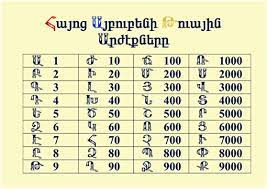 Հայոց Այբուբենի Թուային
Արժէքները
Ա 1 Ժ 10 Ճ 100 Ռ 1000
Բ 2 Ի 20 Մ 200 Ս 2000
Գ 3 Լ 30 Յ 300 Վ 3000
Դ 4 Խ 40 Ն 400 Տ 4000
Ե 5 Ծ 50 Շ 500 Ր 5000
Զ 6 Կ 60 Ո 600 Ց 6000
Է 7 Հ 70 Չ 700 Ւ 7000
Ը 8 Ձ 80 Պ 800 Փ 8000
Թ 9 Ղ 90 Ջ 900 Ք 9000